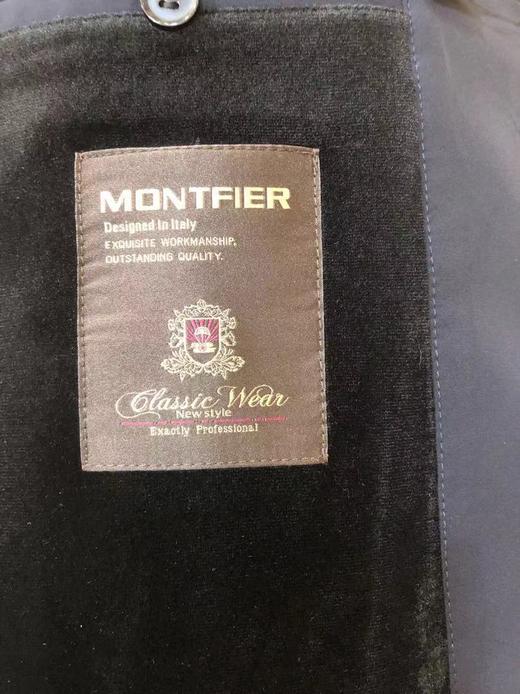 MONTFIER
Designed In Italy
EXQUISITE WORKMANSHIP,
OUTSTANDING QUALITY.
Classic Wear
New style
Exactly Professional